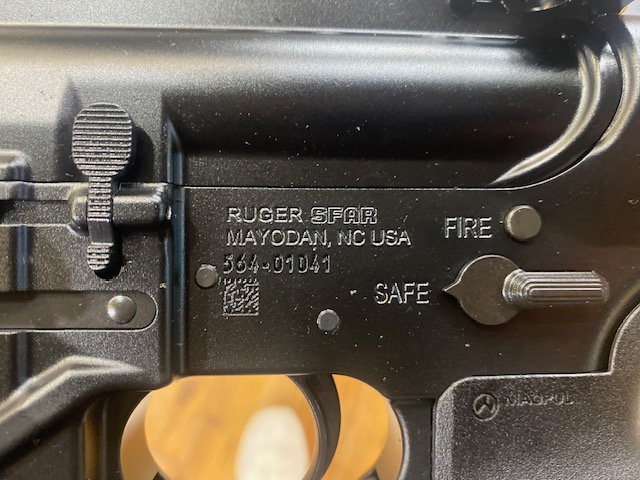 RUGER SFAR
MAYODAN, NC USA
564-01041
FIRE
SAFE
MAGPUL